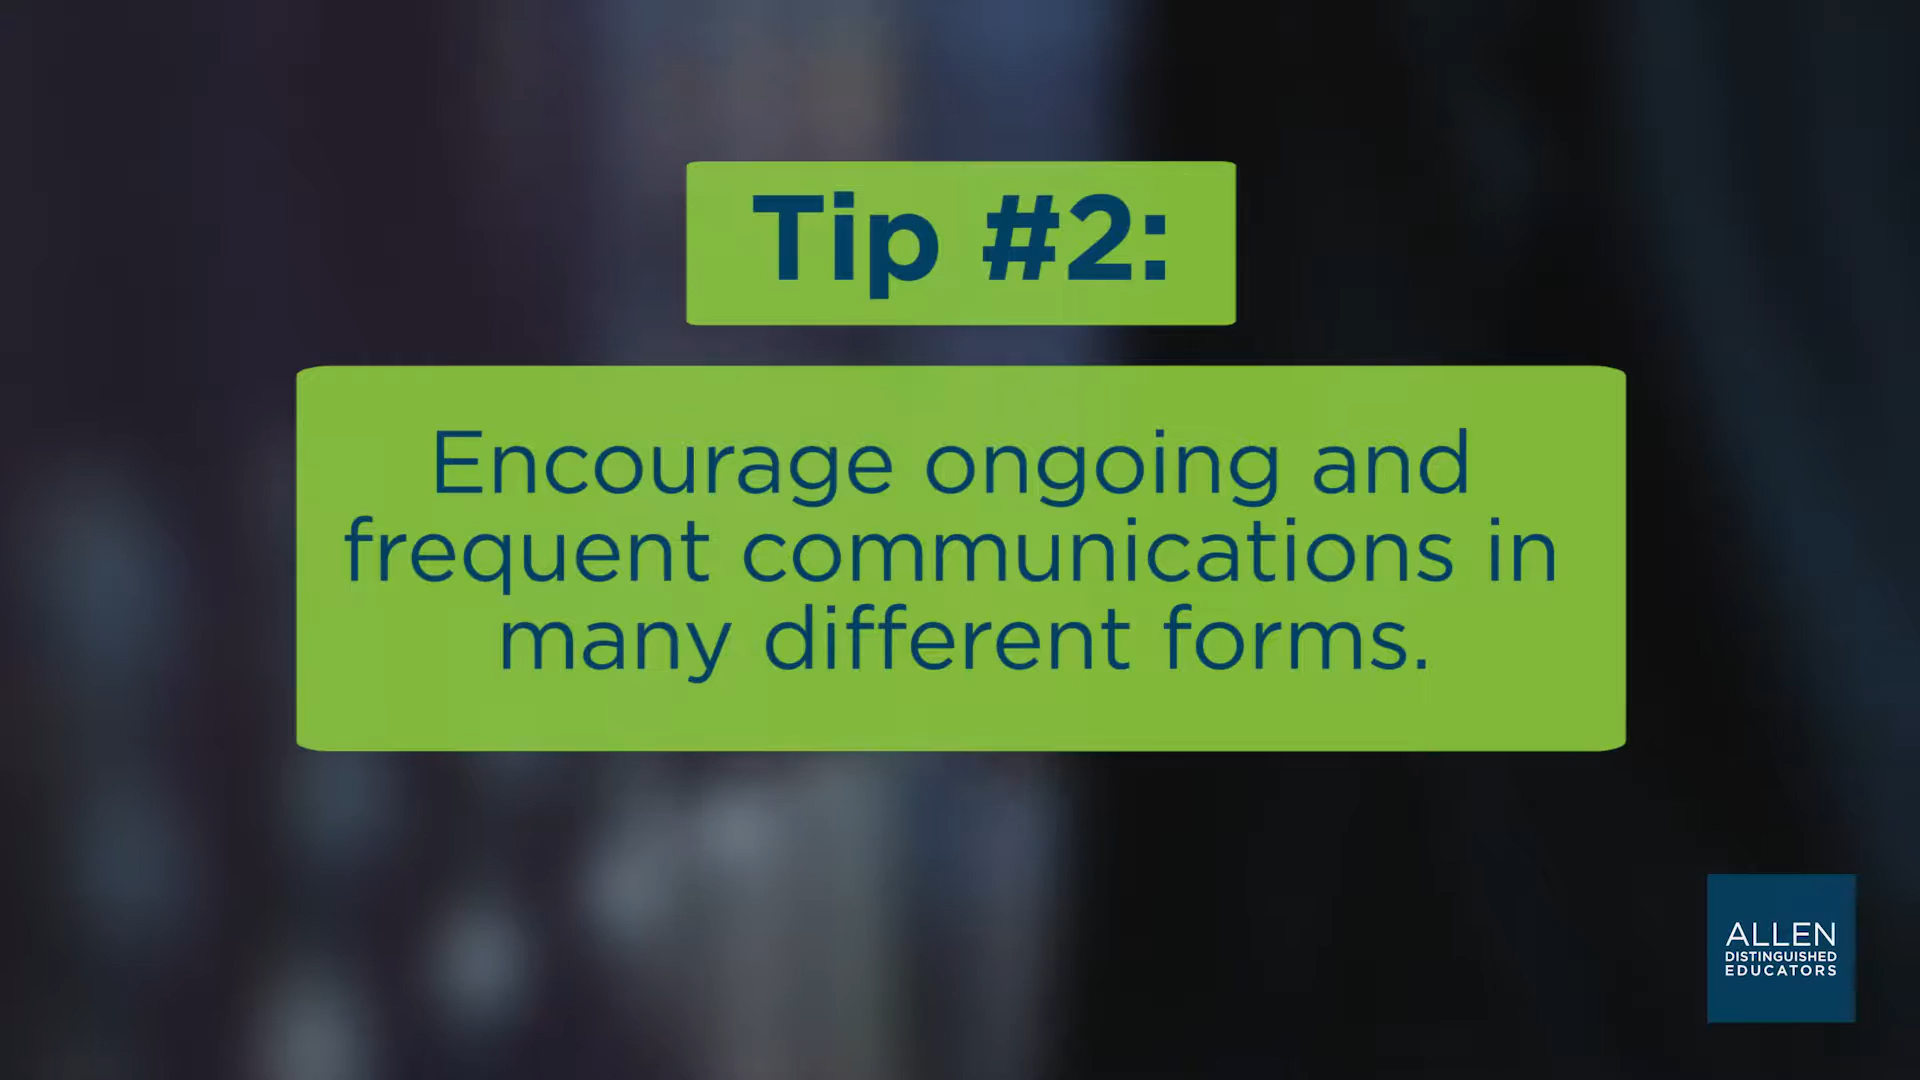 Tip #2:
Encourage ongoing and
frequent communications in
many different forms.
ALLEN
DISTINGUISHED
EDUCATORS